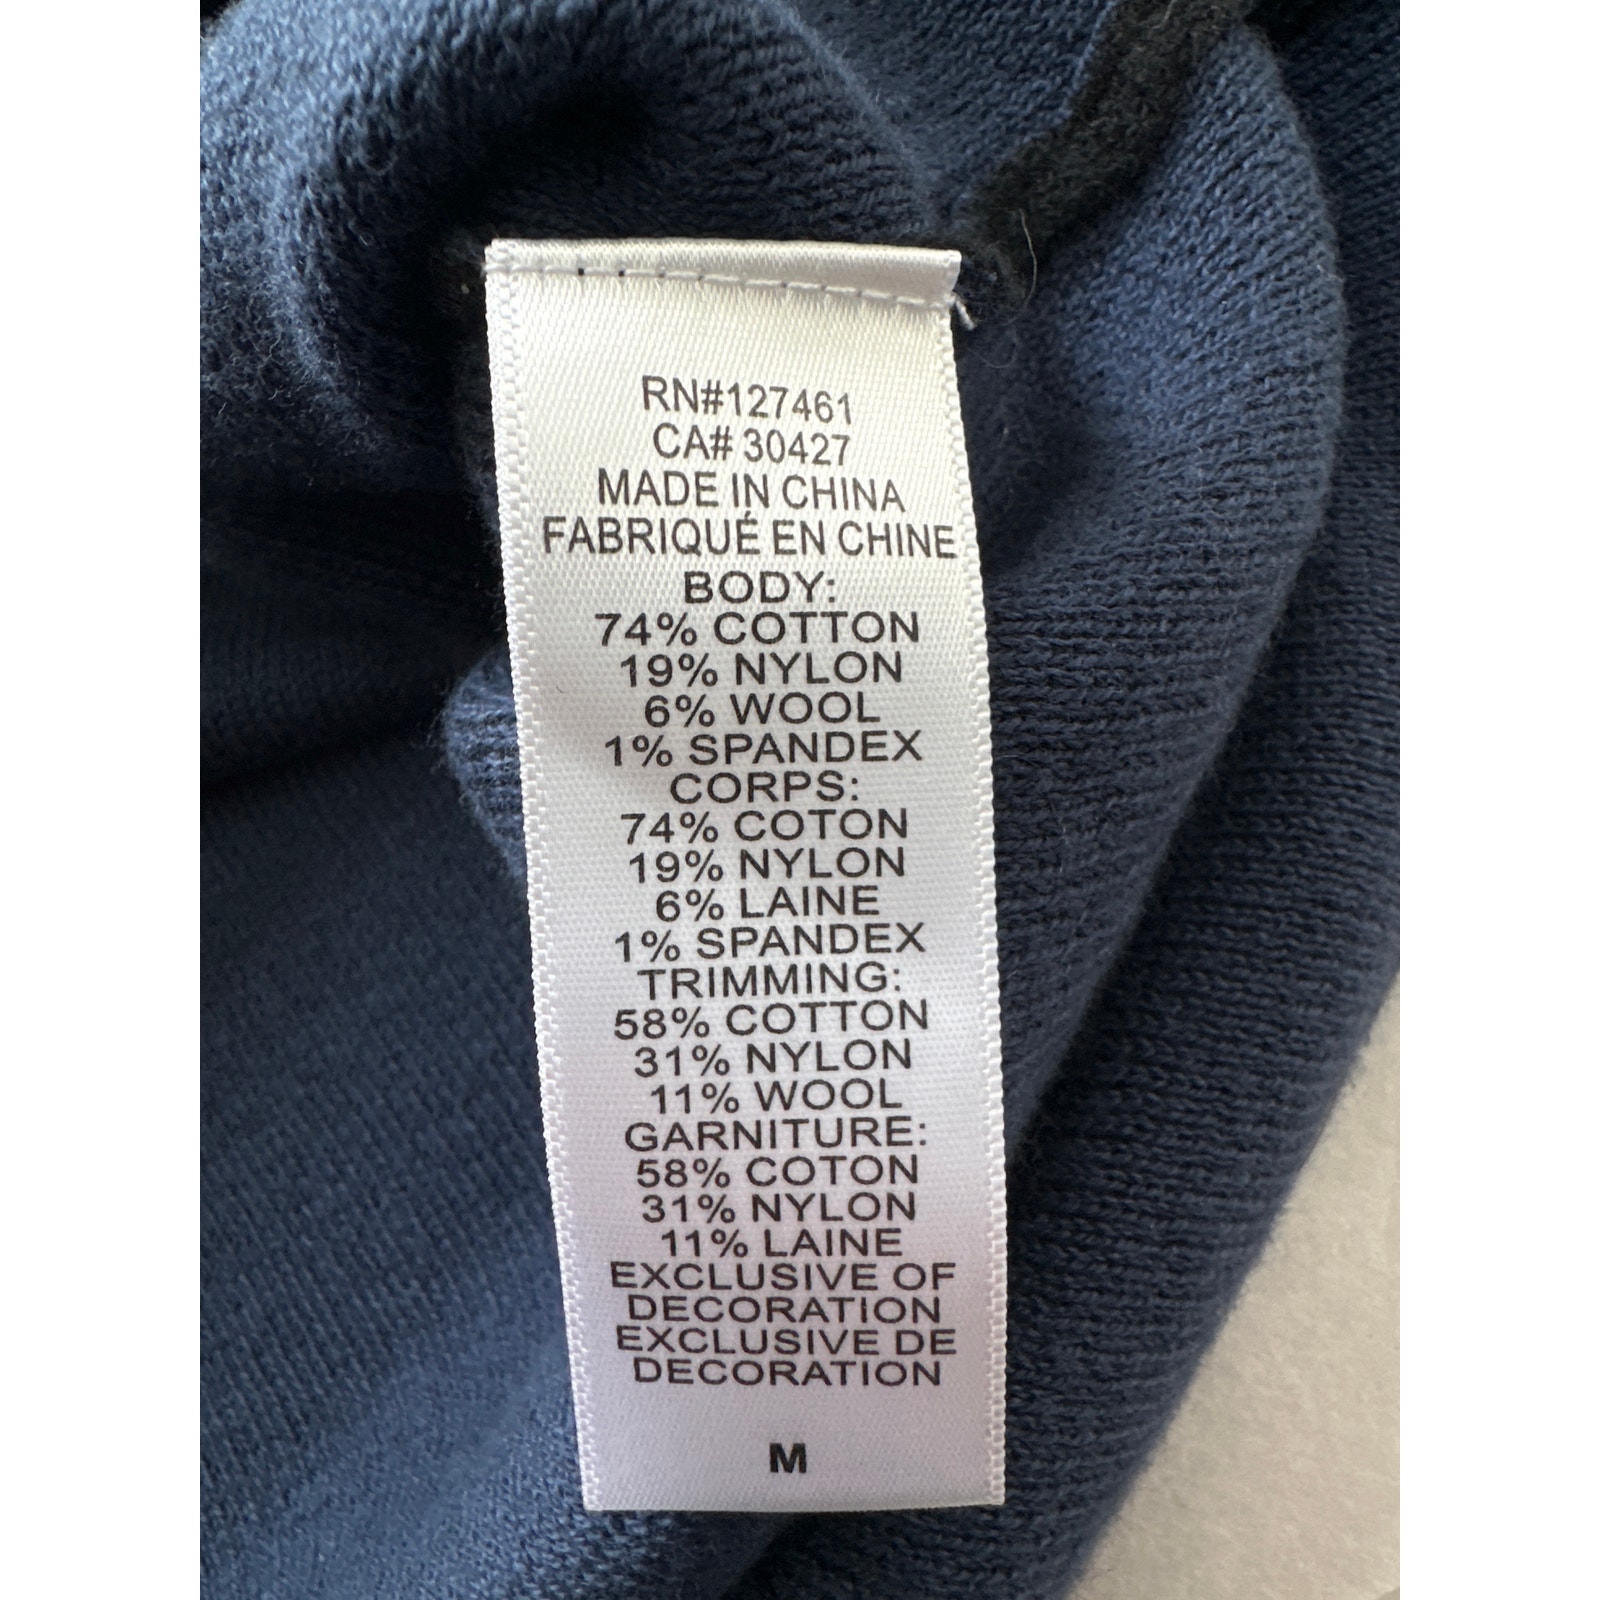 RN#127461
CA# 30427
MADE IN CHINA
FABRIQUÉ EN CHINE
BODY:
74% COTTON
19% NYLON
6% WOOL
1% SPANDEX
CORPS:
74% COTON
19% NYLON
6% LAINE
1% SPANDEX
TRIMMING:
58% COTTON
31% NYLON
11% WOOL
GARNITURE:
58% COTON
31% NYLON
11% LAINE
EXCLUSIVE OF
DECORATION
EXCLUSIVE DE
DECORATION
M